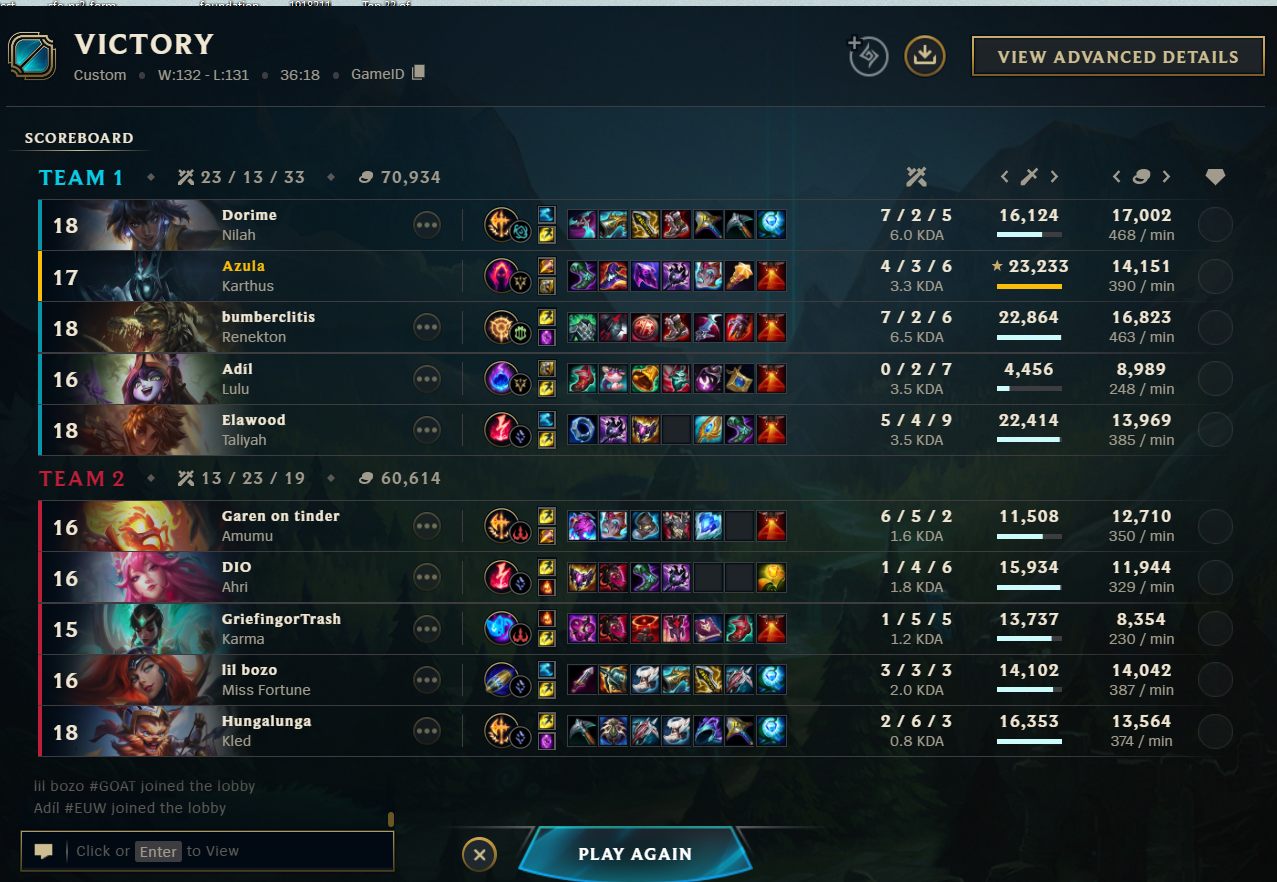 VICTORY
Custom • W:132 - L:131 • 36:18 • GameID
VIEW ADVANCED DETAILS
SCOREBOARD
TEAM 1 23 / 13 / 33 70,934
18 Dorime 7 / 2 / 5 16,124 17,002
Nilah 6.0 KDA 468 / min
17 Azula 4 / 3 / 6 23,233 14,151
Karthus 3.3 KDA 390 / min
18 bumberclitis 7 / 2 / 6 22,864 16,823
Renekton 6.5 KDA 463 / min
16 Adíl 0 / 2 / 7 4,456 8,989
Lulu 3.5 KDA 248 / min
18 Elawood 5 / 4 / 9 22,414 13,969
Taliyah 3.5 KDA 385 / min
TEAM 2 13 / 23 / 19 60,614
16 Garen on tinder 6 / 5 / 2 11,508 12,710
Amumu 1.6 KDA 350 / min
16 DIO 1 / 4 / 6 15,934 11,944
Ahri 1.8 KDA 329 / min
15 GriefingorTrash 1 / 5 / 5 13,737 8,354
Karma 1.2 KDA 230 / min
16 lil bozo 3 / 3 / 3 14,102 14,042
Miss Fortune 2.0 KDA 387 / min
18 Hungalunga 2 / 6 / 3 16,353 13,564
Kled 0.8 KDA 374 / min
lil bozo #GOAT joined the lobby
Adíl #EUW joined the lobby
Click or Enter to View
PLAY AGAIN